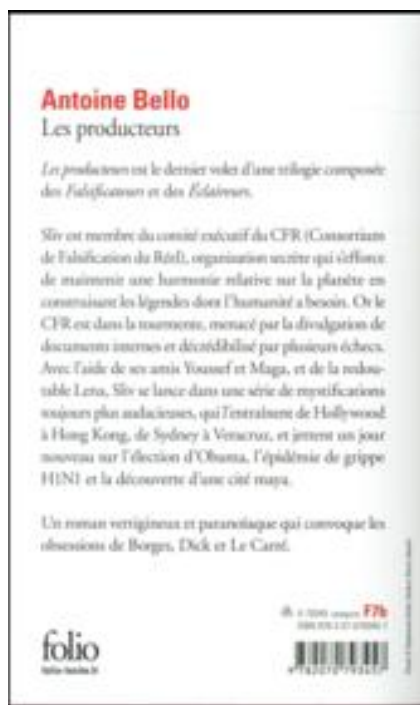 Antoine Bello
Les producteurs
Les producteurs est le dernier volet d'une trilogie composée
des Falsificateurs et des Éclaireurs.
Sliv est membre du comité exécutif du CFR (Consortium
de Falsification du Réel), organisation secrète qui s'efforce
de maintenir une harmonie relative sur la planète en
construisant les légendes dont l'humanité a besoin. Or le
CFR est dans la tourmente, menacé par la divulgation de
documents internes et décrédibilisé par plusieurs échecs.
Avec l'aide de ses amis Youssef et Maga, et de la redou-
table Lena, Sliv se lance dans une série de mystifications
toujours plus audacieuses, qui l'entraînent de Hollywood
à Hong Kong, de Sydney à Veracruz, et jettent un jour
nouveau sur l'élection d'Obama, l'épidémie de grippe
H1N1 et la découverte d'une cité maya.
Un roman vertigineux et paranoïaque qui convoque les
obsessions de Borges, Dick et Le Carré.
F7b
folio